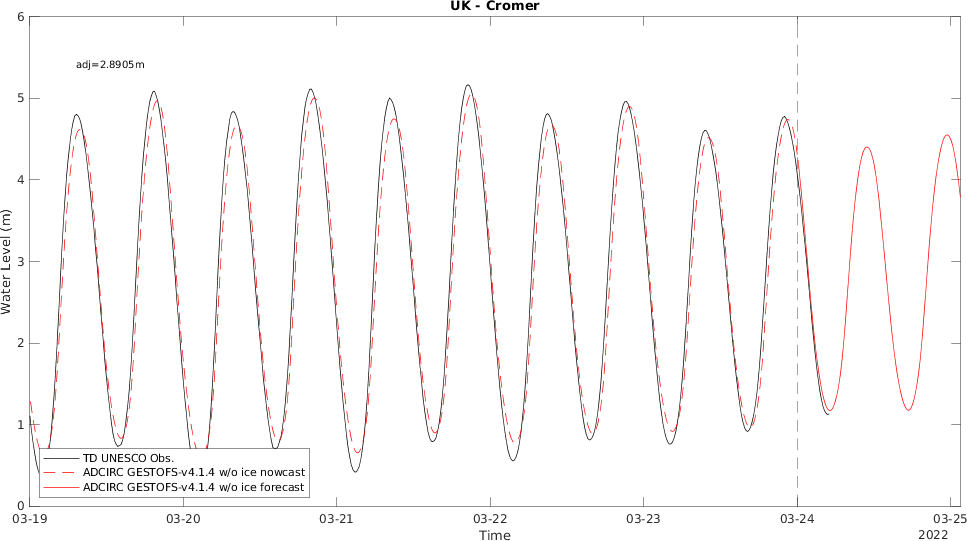 UK - Cromer
adj=2.8905m
6
5
4
3
2
1
0
Water Level (m)
TD UNESCO Obs.
ADCIRC GESTOFS-v4.1.4 w/o ice nowcast
ADCIRC GESTOFS-v4.1.4 w/o ice forecast
03-19 03-20 03-21 03-22 03-23 03-24 03-25
Time
2022